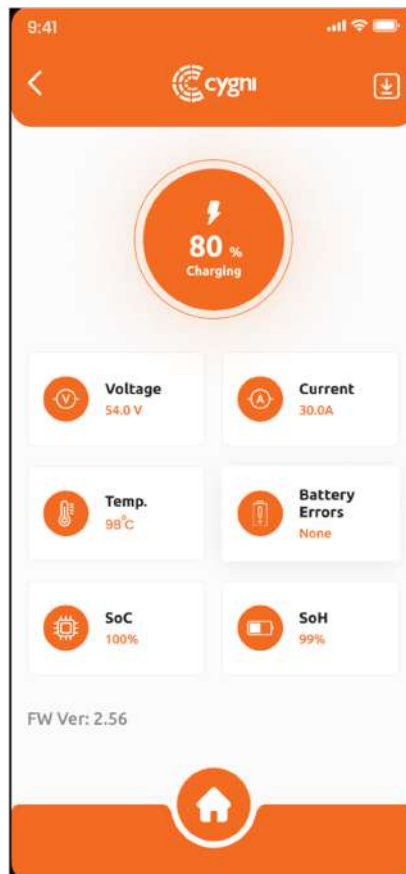 9:41
cygni
80 %
Charging
Voltage
54.0 V
Current
30.0A
Temp.
98°C
Battery
Errors
None
SoC
100%
SoH
99%
FW Ver: 2.56